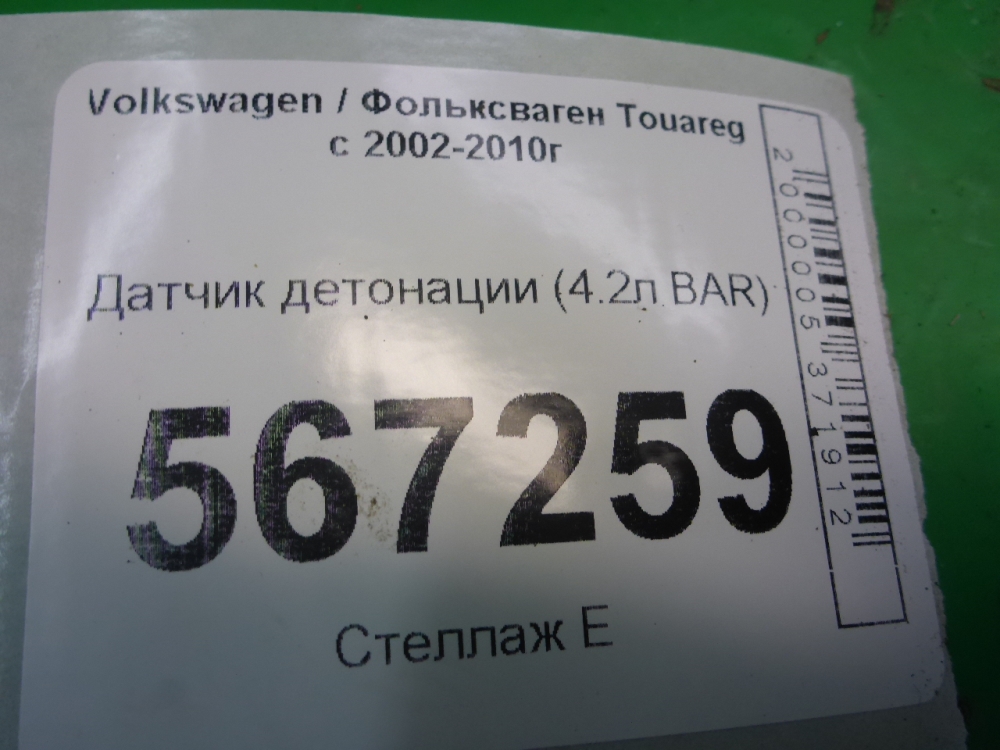 Volkswagen / Фольксваген Touareg
с 2002-2010г
Датчик детонации (4.2л BAR)
567259
Стеллаж Е
2000005371912